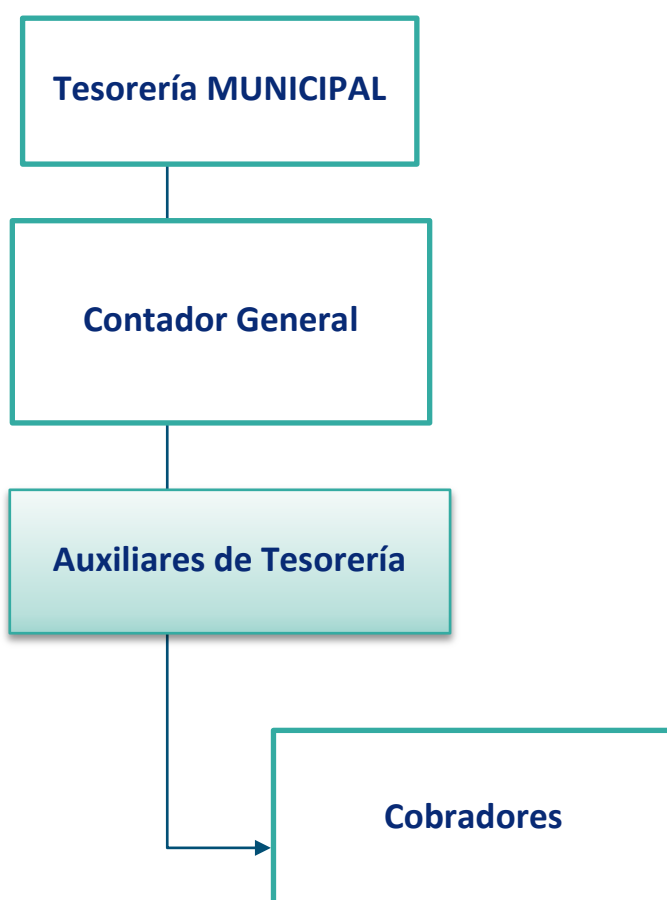 Tesorería MUNICIPAL
Contador General
Auxiliares de Tesorería
Cobradores